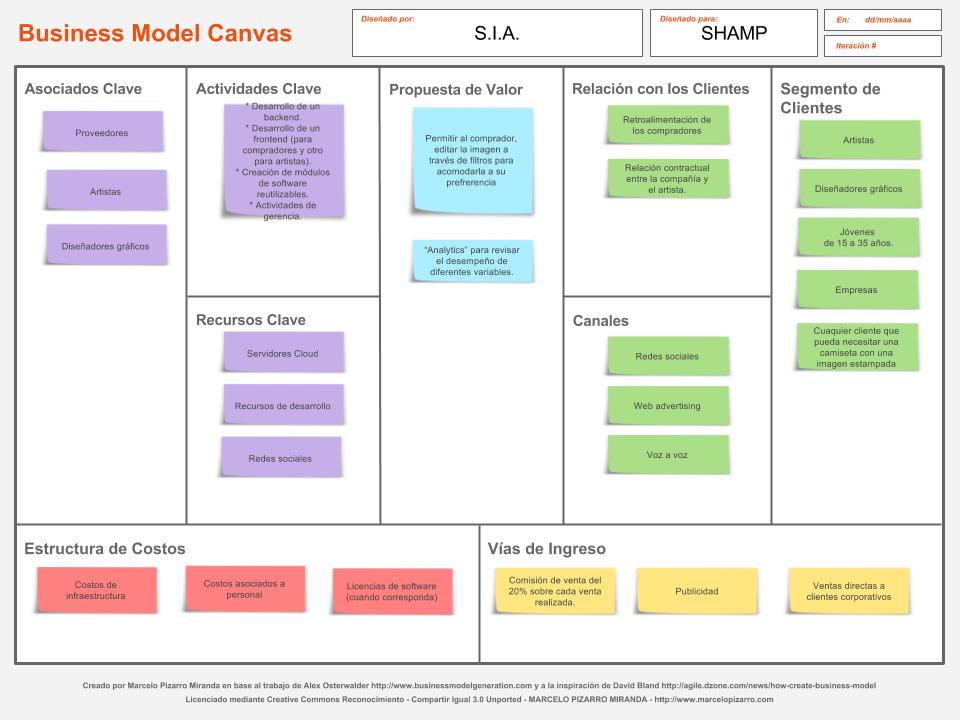 Business Model Canvas
Diseñado por:
S.I.A.
Diseñado para:
SHAMP
En: dd/mm/aaaa
Iteración #
Asociados Clave
Proveedores
Artistas
Diseñadores gráficos
Actividades Clave
* Desarrollo de un
backend.
* Desarrollo de un
frontend (para
compradores y otro
para artistas).
* Creación de módulos
de software
reutilizables.
* Actividades de
gerencia.
Recursos Clave
Servidores Cloud
Recursos de desarrollo
Redes sociales
Propuesta de Valor
Permitir al comprador,
editar la imagen a
través de filtros para
acomodarla a su
prefrerencia
“Analytics” para revisar
el desempeño de
diferentes variables.
Relación con los Clientes
Retroalimentación de
los compradores
Relación contractual
entre la compañía y
el artista.
Canales
Redes sociales
Web advertising
Voz a voz
Segmento de
Clientes
Artistas
Diseñadores gráficos
Jóvenes
de 15 a 35 años.
Empresas
Cuaquier cliente que
pueda necesitar una
camiseta con una
imagen estampada
Estructura de Costos
Costos de
infraestructura
Costos asociados a
personal
Licencias de software
(cuando corresponda)
Vías de Ingreso
Comisión de venta del
20% sobre cada venta
realizada.
Publicidad
Ventas directas a
clientes corporativos
Creado por Marcelo Pizarro Miranda en base al trabajo de Alex Osterwalder http://www.businessmodelgeneration.com y a la inspiración de David Bland http://agile.dzone.com/news/how-create-business-model
Licenciado mediante Creative Commons Reconocimiento - Compartir Igual 3.0 Unported - MARCELO PIZARRO MIRANDA - http://www.marcelopizarro.com